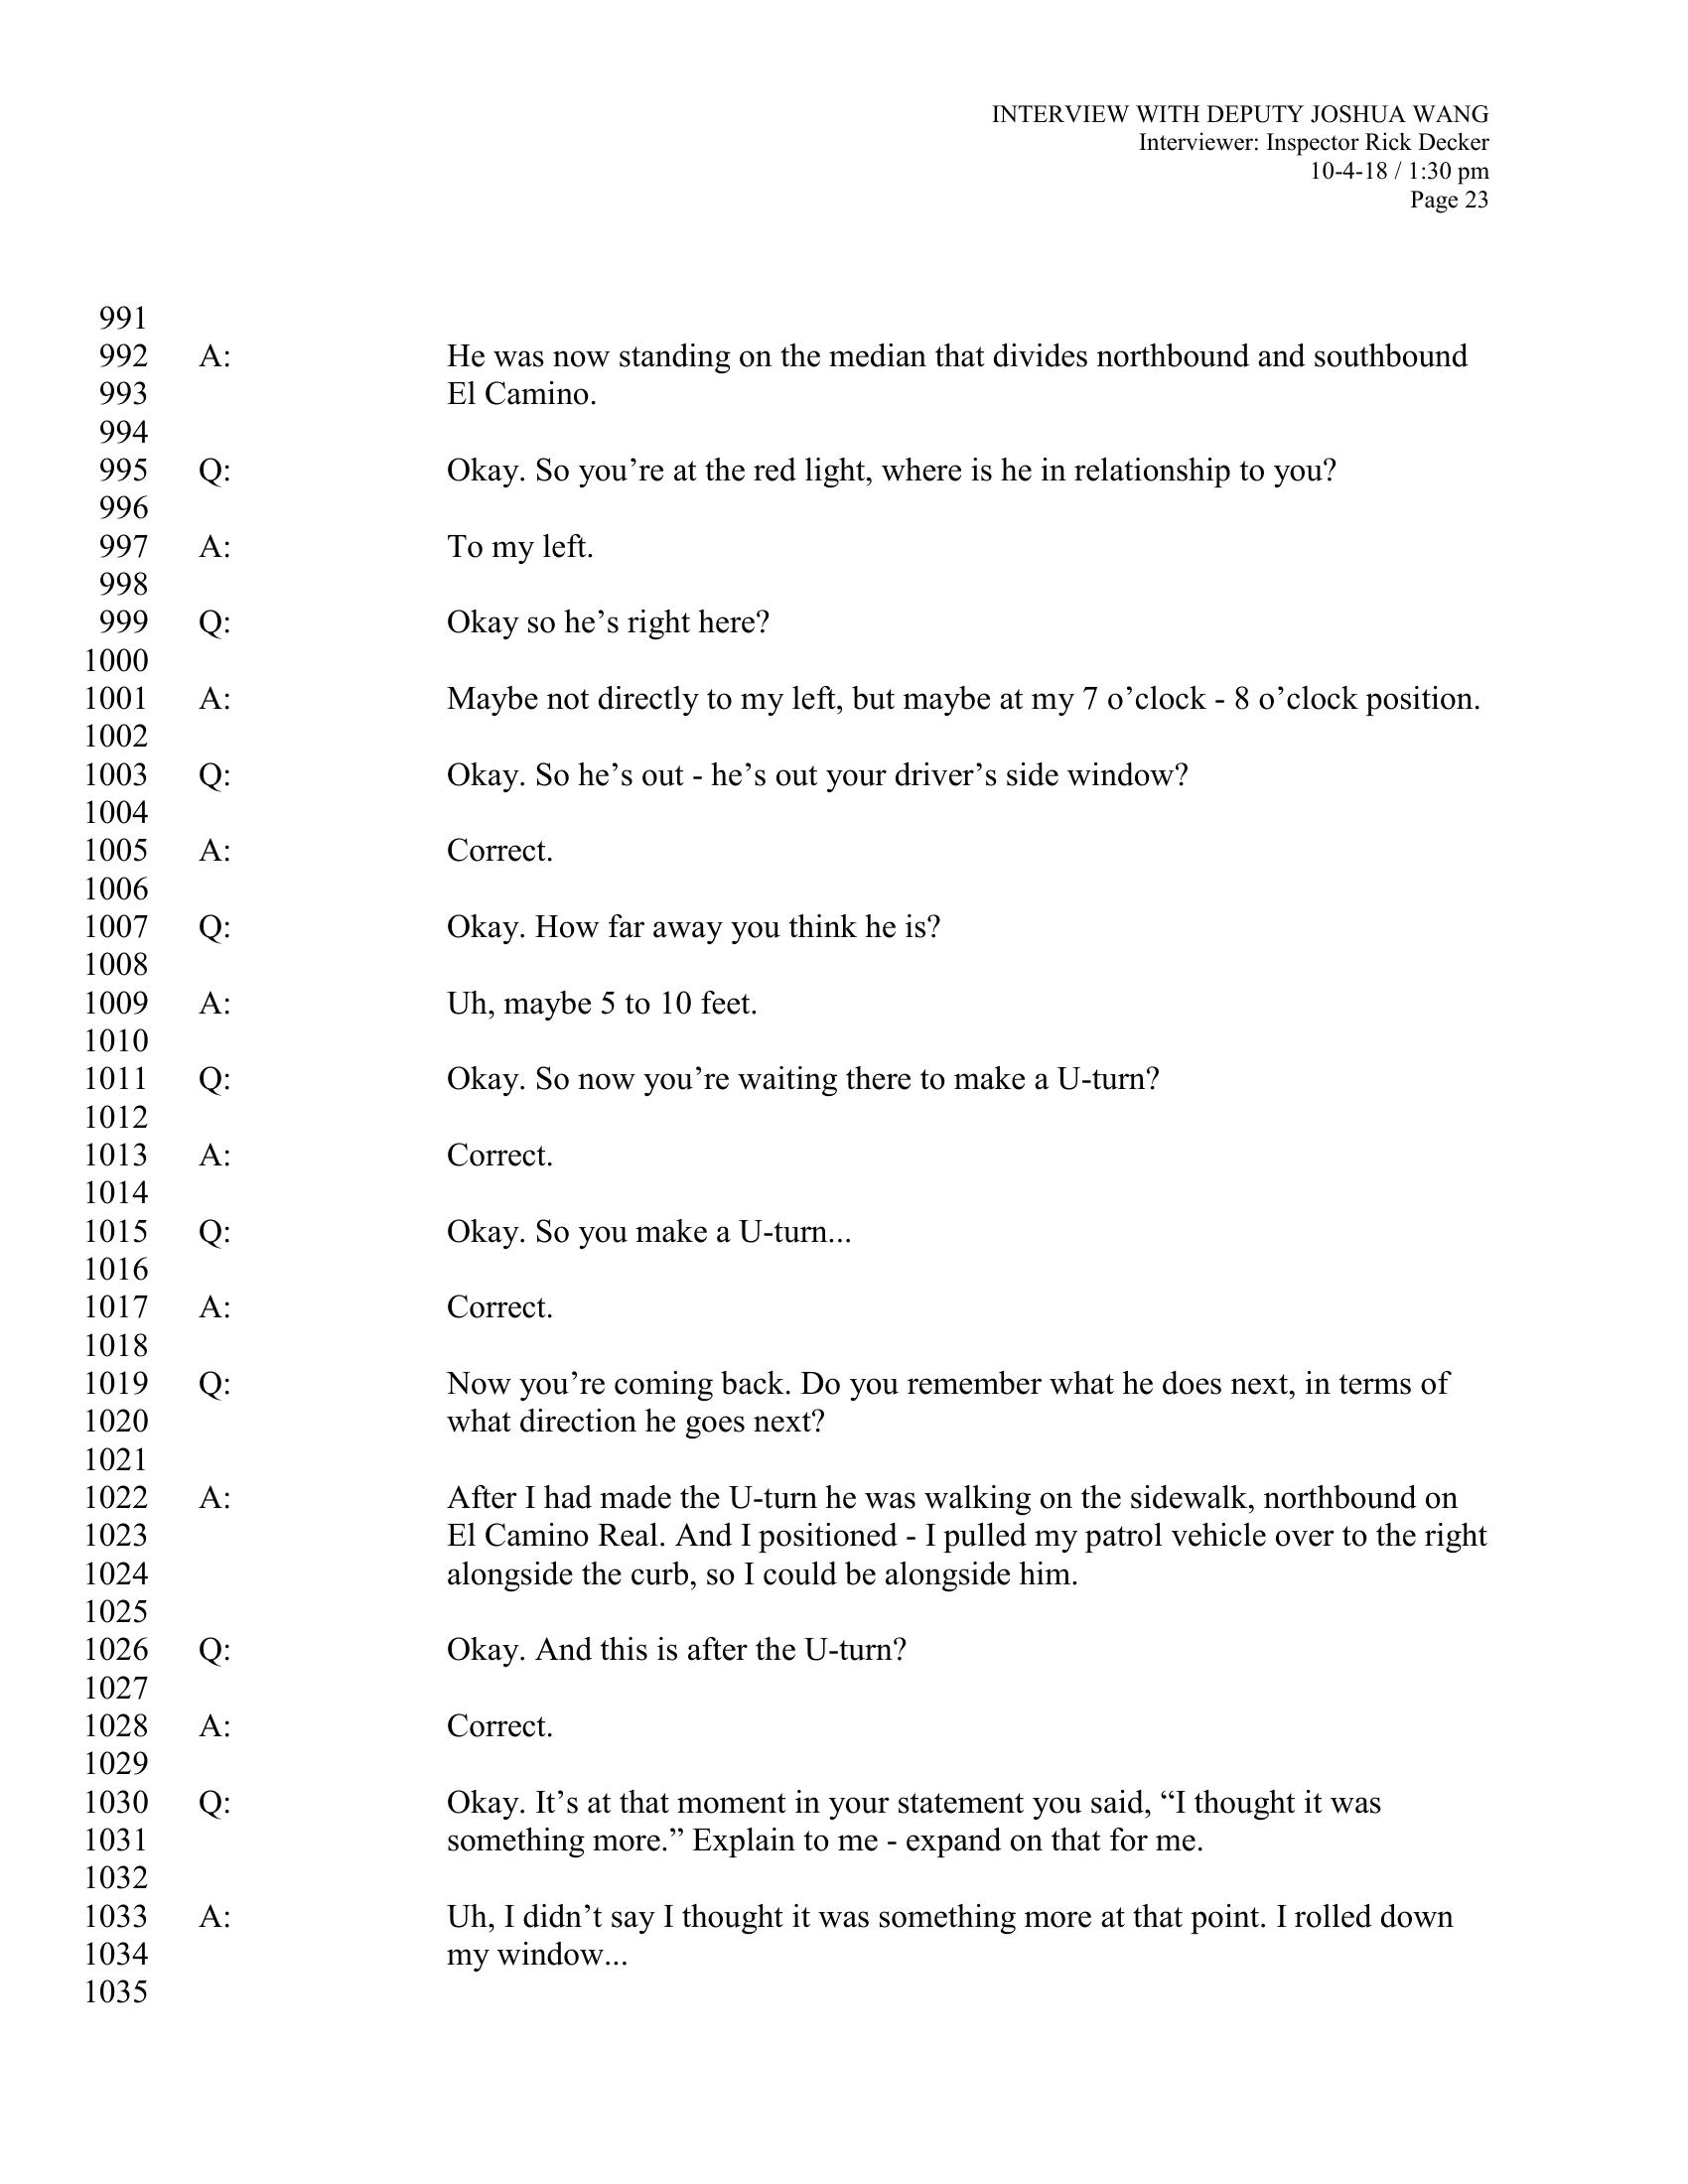 INTERVIEW WITH DEPUTY JOSHUA WANG
Interviewer: Inspector Rick Decker
10-4-18 / 1:30 pm
Page 23
991
992 A: He was now standing on the median that divides northbound and southbound
993 El Camino.
994
995 Q: Okay. So you’re at the red light, where is he in relationship to you?
996
997 A: To my left.
998
999 Q: Okay so he’s right here?
1000
1001 A: Maybe not directly to my left, but maybe at my 7 o’clock - 8 o’clock position.
1002
1003 Q: Okay. So he’s out - he’s out your driver’s side window?
1004
1005 A: Correct.
1006
1007 Q: Okay. How far away you think he is?
1008
1009 A: Uh, maybe 5 to 10 feet.
1010
1011 Q: Okay. So now you’re waiting there to make a U-turn?
1012
1013 A: Correct.
1014
1015 Q: Okay. So you make a U-turn...
1016
1017 A: Correct.
1018
1019 Q: Now you’re coming back. Do you remember what he does next, in terms of
1020 what direction he goes next?
1021
1022 A: After I had made the U-turn he was walking on the sidewalk, northbound on
1023 El Camino Real. And I positioned - I pulled my patrol vehicle over to the right
1024 alongside the curb, so I could be alongside him.
1025
1026 Q: Okay. And this is after the U-turn?
1027
1028 A: Correct.
1029
1030 Q: Okay. It’s at that moment in your statement you said, “I thought it was
1031 something more.” Explain to me - expand on that for me.
1032
1033 A: Uh, I didn’t say I thought it was something more at that point. I rolled down
1034 my window...
1035